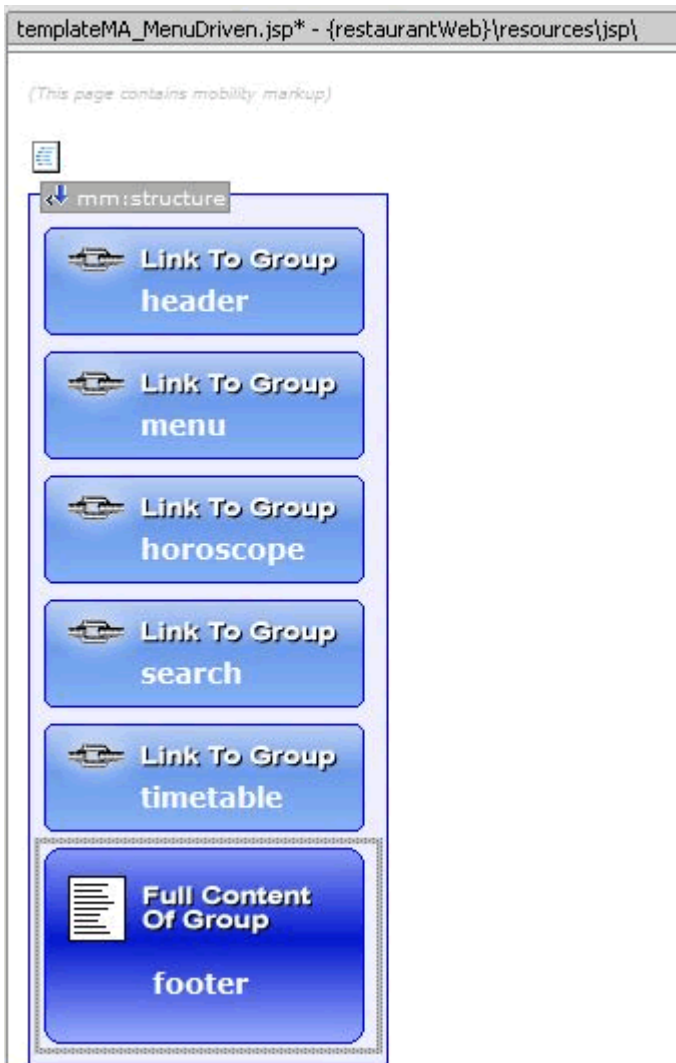 templateMA_MenuDriven.jsp* - {restaurantWeb}\resources\jsp\
(This page contains mobility markup)
mm:structure
Link To Group
header
Link To Group
menu
Link To Group
horoscope
Link To Group
search
Link To Group
timetable
Full Content
Of Group
footer